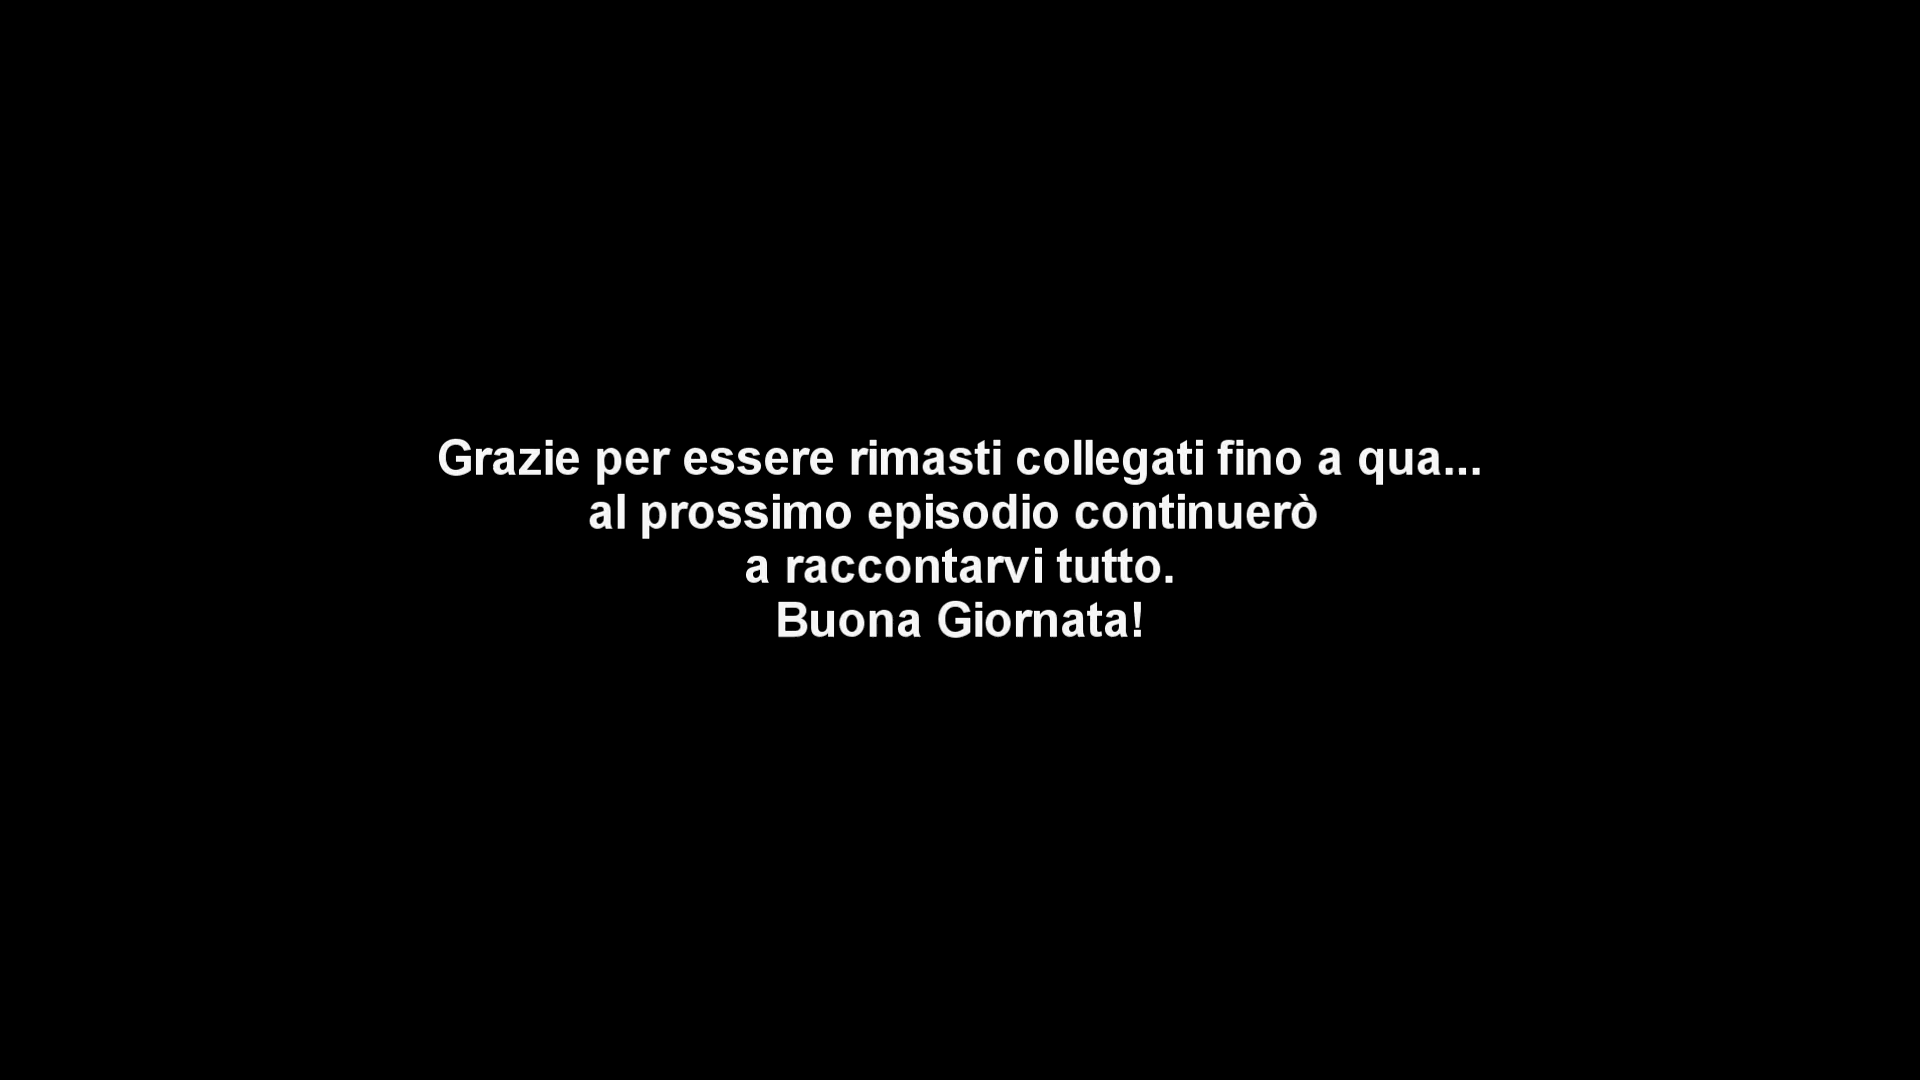 Grazie per essere rimasti collegati fino a qua...
al prossimo episodio continuerò
a raccontarvi tutto.
Buona Giornata!